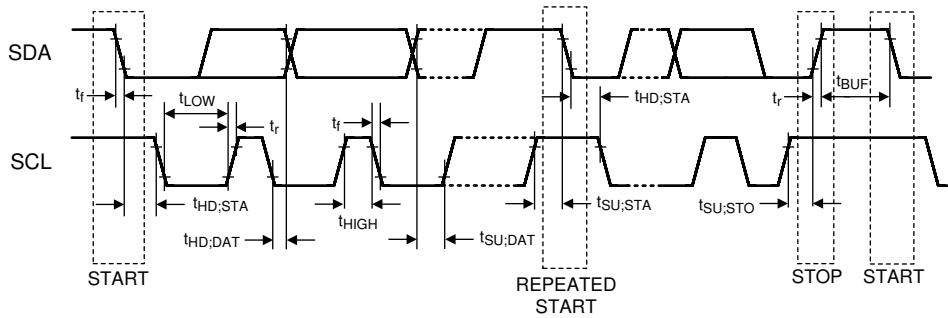 SDA
t_f
t_LOW
t_r
t_f
t_HD;STA
t_r
t_BUF
SCL
t_HD;STA
t_HD;DAT
t_HIGH
t_SU;DAT
t_SU;STA
t_SU;STO
START
REPEATED
START
STOP
START